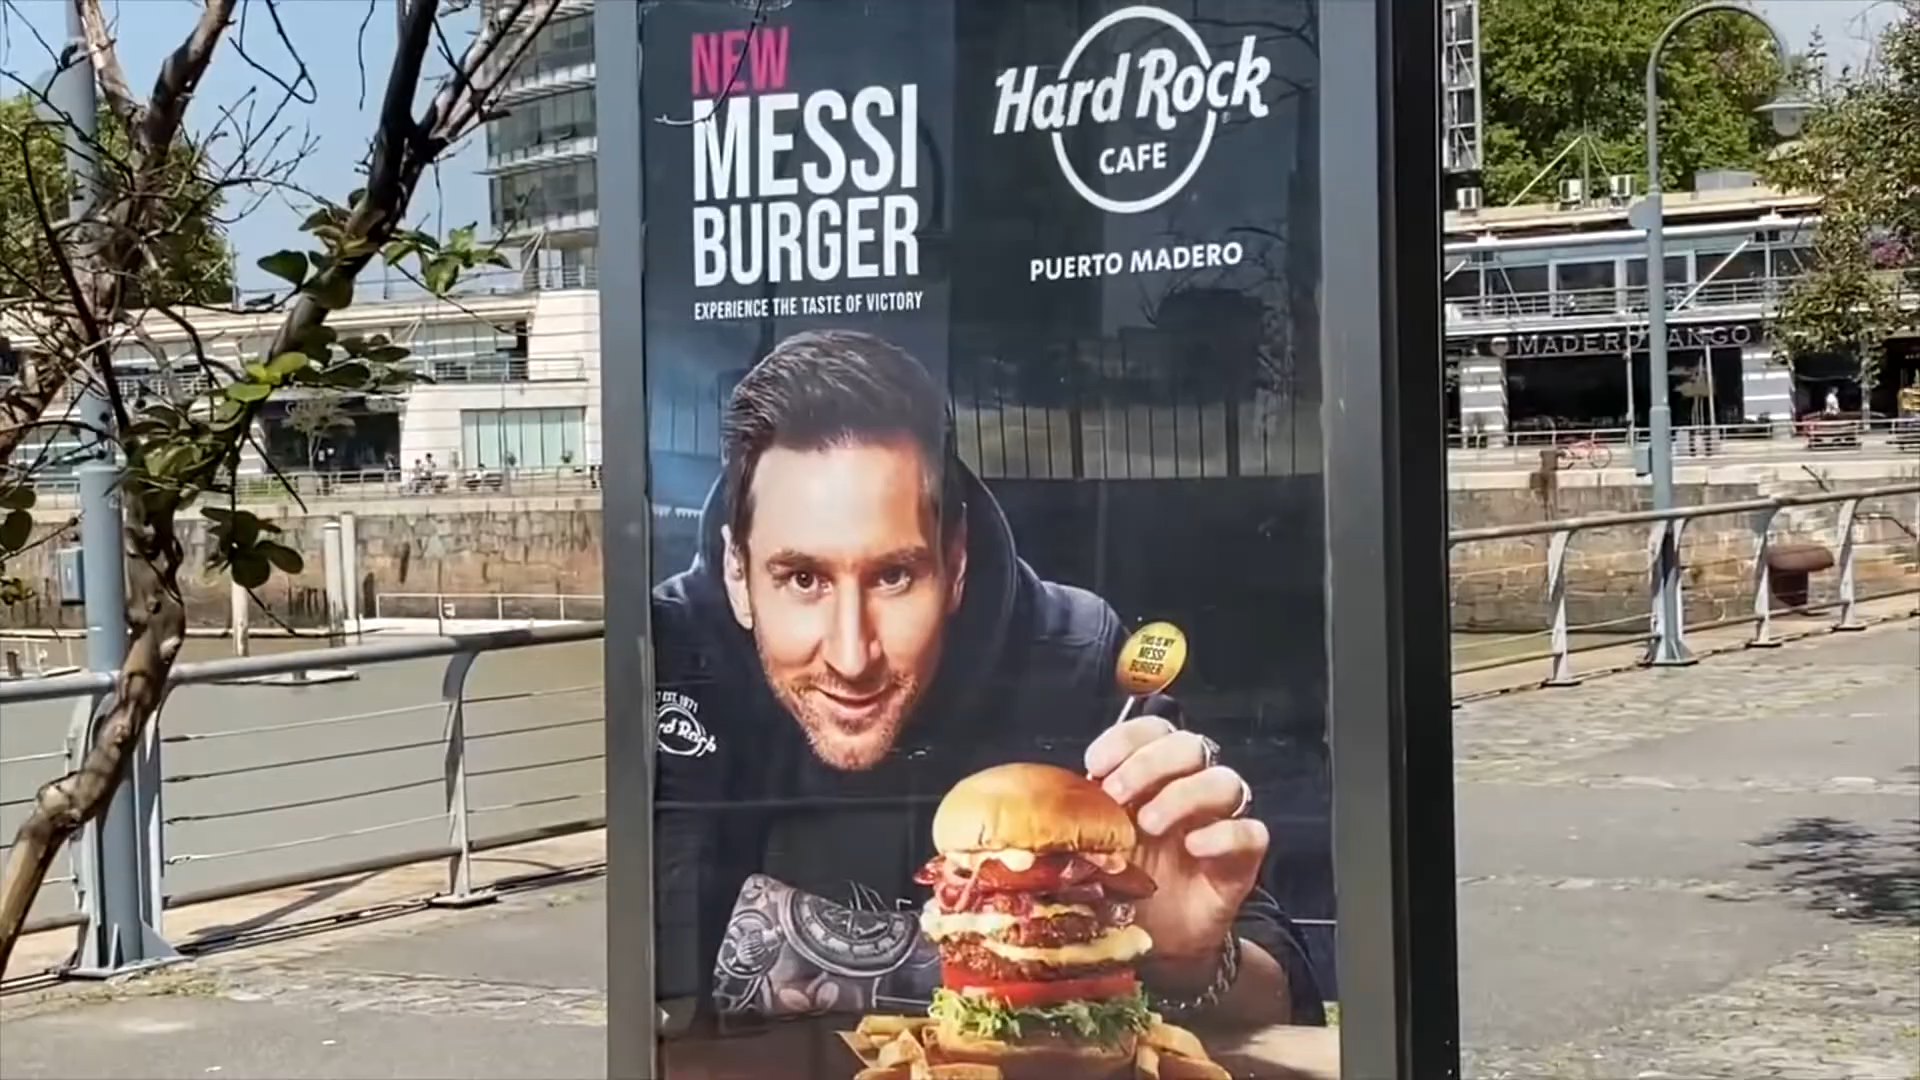 NEW
MESSI
BURGER
EXPERIENCE THE TASTE OF VICTORY
Hard Rock
CAFE
PUERTO MADERO
THIS IS MY
MESSI
BURGER
EST. 1971
rd Rock
MADERO TANGO